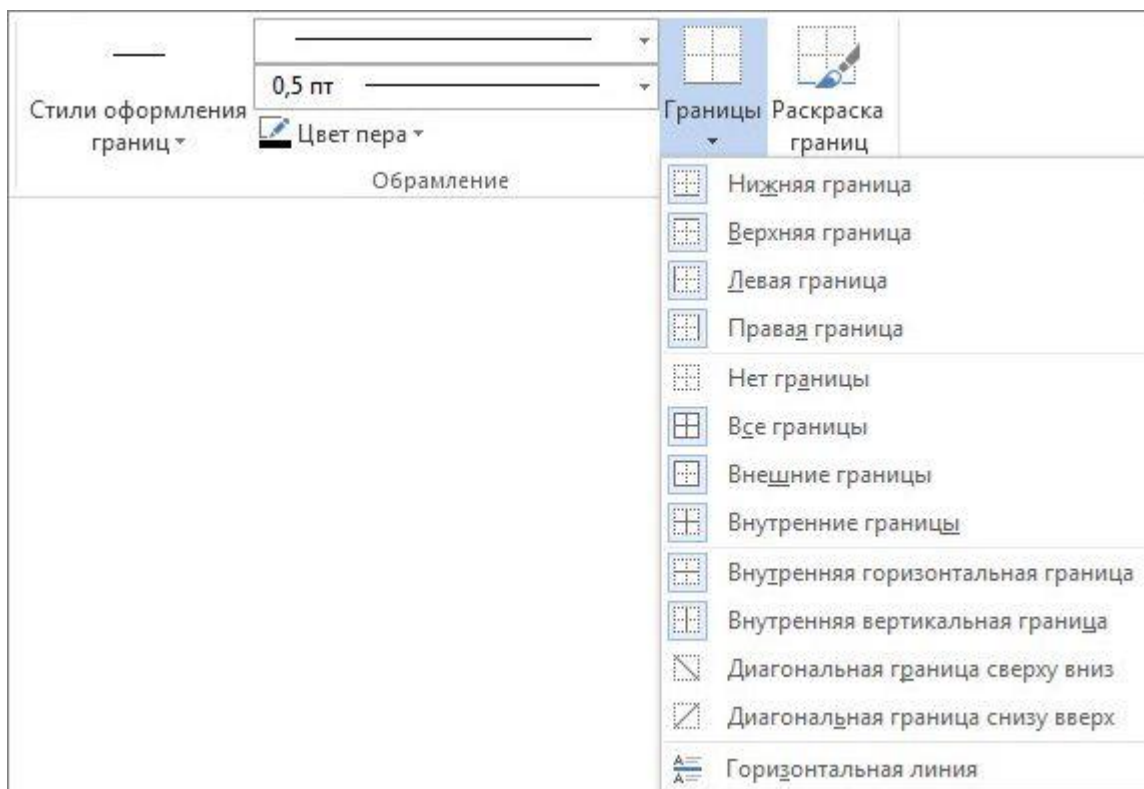 Стили оформления
границ
0,5 пт
Цвет пера
Обрамление
Границы
Раскраска
границ
Нижняя граница
Верхняя граница
Левая граница
Правая граница
Нет границы
Все границы
Внешние границы
Внутренние границы
Внутренняя горизонтальная граница
Внутренняя вертикальная граница
Диагональная граница сверху вниз
Диагональная граница снизу вверх
Горизонтальная линия